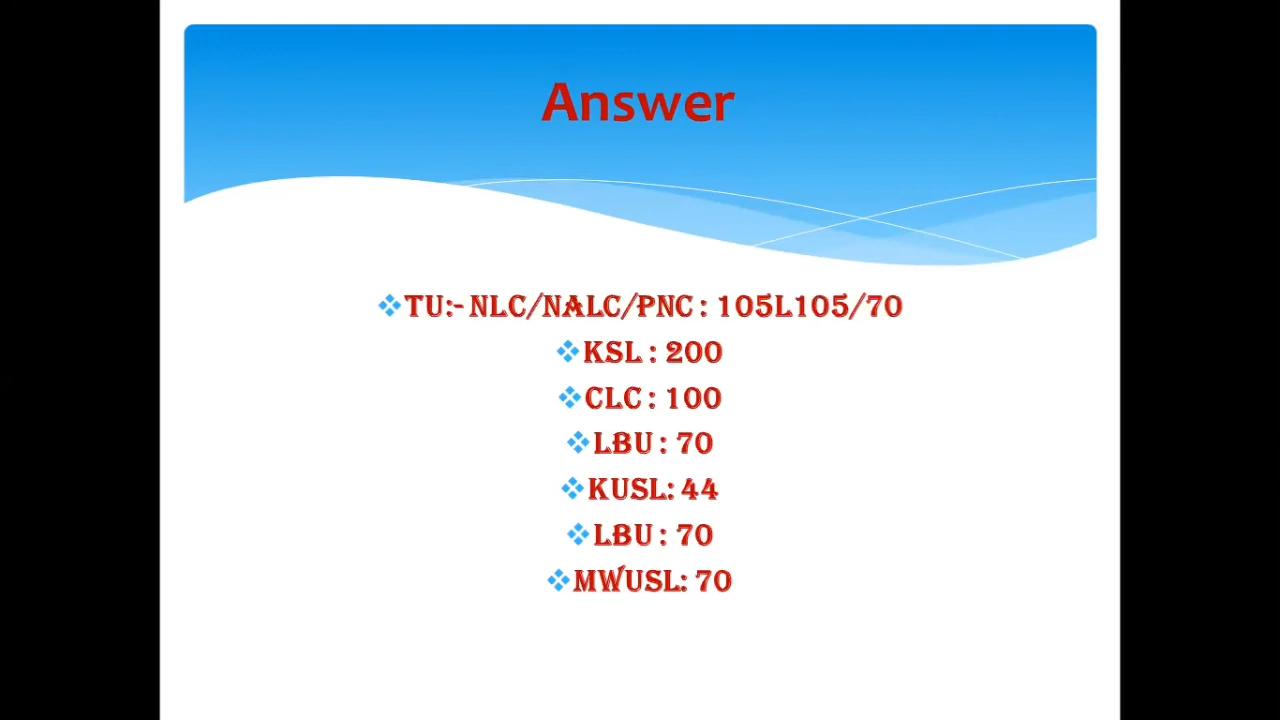 Answer
TU:- NLC/NALC/PNC : 105L105/70
KSL : 200
CLC : 100
LBU : 70
KUSL: 44
LBU : 70
MWUSL: 70